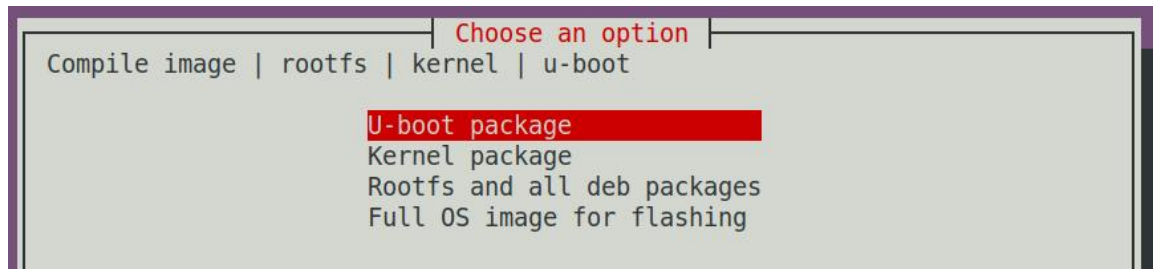 Choose an option
Compile image | rootfs | kernel | u-boot
U-boot package
Kernel package
Rootfs and all deb packages
Full OS image for flashing